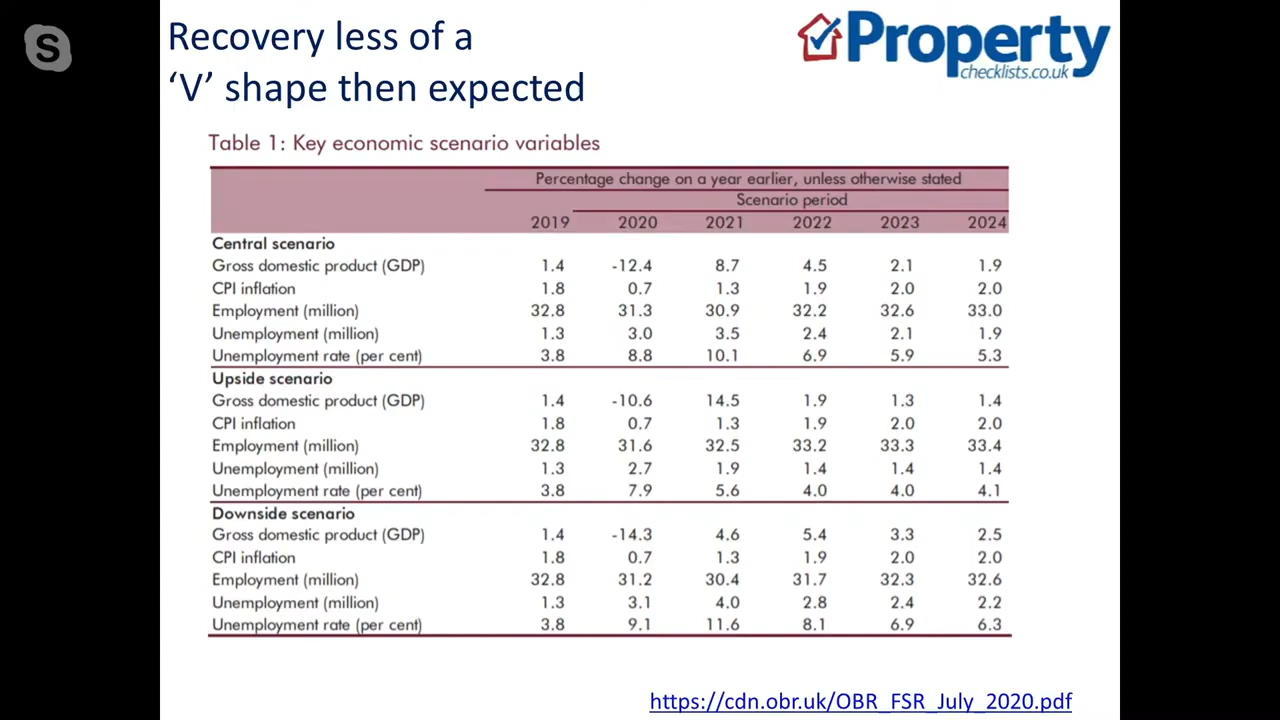 S
Recovery less of a
‘V’ shape then expected
Property
checklists.co.uk
Table 1: Key economic scenario variables
Percentage change on a year earlier, unless otherwise stated
Scenario period
2019 2020 2021 2022 2023 2024
Central scenario
Gross domestic product (GDP) 1.4 -12.4 8.7 4.5 2.1 1.9
CPI inflation 1.8 0.7 1.3 1.9 2.0 2.0
Employment (million) 32.8 31.3 30.9 32.2 32.6 33.0
Unemployment (million) 1.3 3.0 3.5 2.4 2.1 1.9
Unemployment rate (per cent) 3.8 8.8 10.1 6.9 5.9 5.3
Upside scenario
Gross domestic product (GDP) 1.4 -10.6 14.5 1.9 1.3 1.4
CPI inflation 1.8 0.7 1.3 1.9 2.0 2.0
Employment (million) 32.8 31.6 32.5 33.2 33.3 33.4
Unemployment (million) 1.3 2.7 1.9 1.4 1.4 1.4
Unemployment rate (per cent) 3.8 7.9 5.6 4.0 4.0 4.1
Downside scenario
Gross domestic product (GDP) 1.4 -14.3 4.6 5.4 3.3 2.5
CPI inflation 1.8 0.7 1.3 1.9 2.0 2.0
Employment (million) 32.8 31.2 30.4 31.7 32.3 32.6
Unemployment (million) 1.3 3.1 4.0 2.8 2.4 2.2
Unemployment rate (per cent) 3.8 9.1 11.6 8.1 6.9 6.3
https://cdn.obr.uk/OBR_FSR_July_2020.pdf